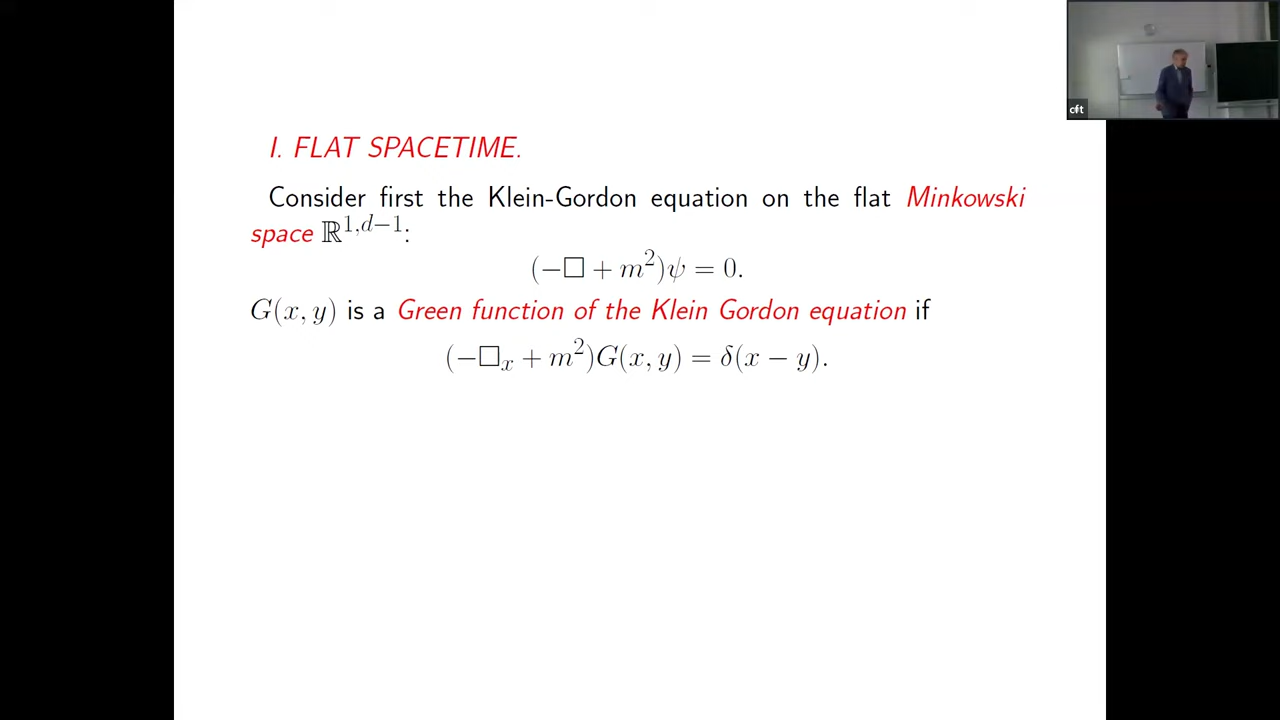 cft
I. FLAT SPACETIME.
Consider first the Klein-Gordon equation on the flat Minkowski
space ℝ^{1,d−1}:
(−□ + m²)ψ = 0.
G(x, y) is a Green function of the Klein Gordon equation if
(−□ₓ + m²)G(x, y) = δ(x − y).